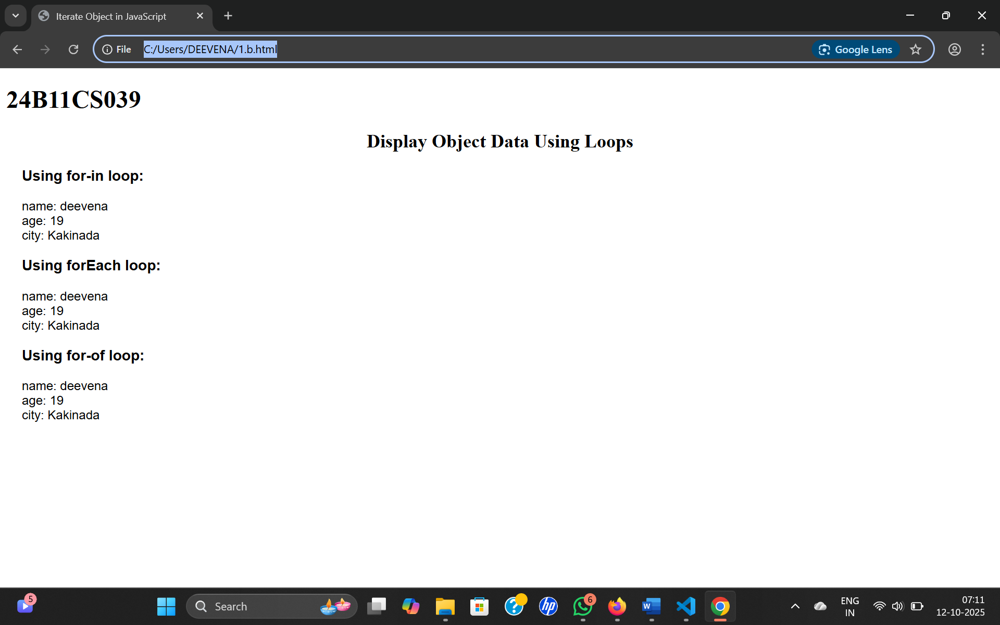 Iterate Object in JavaScript
File
C:/Users/DEEVENA/1.b.html
Google Lens
24B11CS039
Display Object Data Using Loops
Using for-in loop:
name: deevena
age: 19
city: Kakinada
Using forEach loop:
name: deevena
age: 19
city: Kakinada
Using for-of loop:
name: deevena
age: 19
city: Kakinada
5
Search
?
hp
6
W
ENG
IN
07:11
12-10-2025